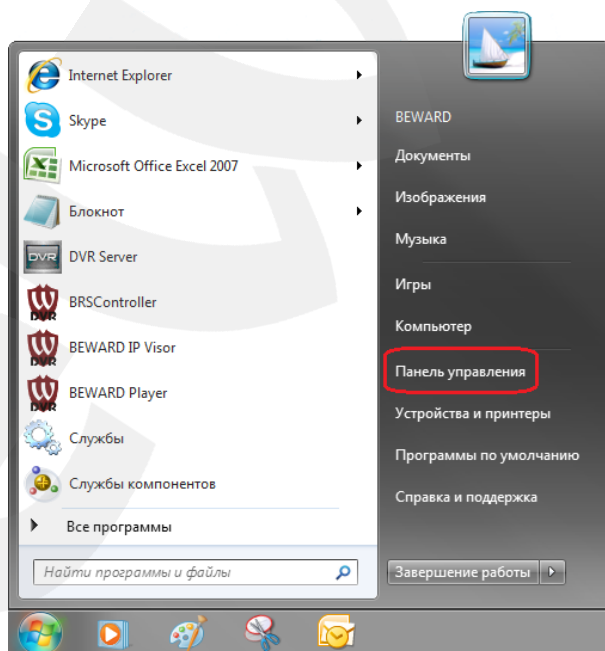 Internet Explorer
Skype
Microsoft Office Excel 2007
Блокнот
DVR Server
BRSController
BEWARD IP Visor
BEWARD Player
Службы
Службы компонентов
Все программы
Найти программы и файлы
BEWARD
Документы
Изображения
Музыка
Игры
Компьютер
Панель управления
Устройства и принтеры
Программы по умолчанию
Справка и поддержка
Завершение работы